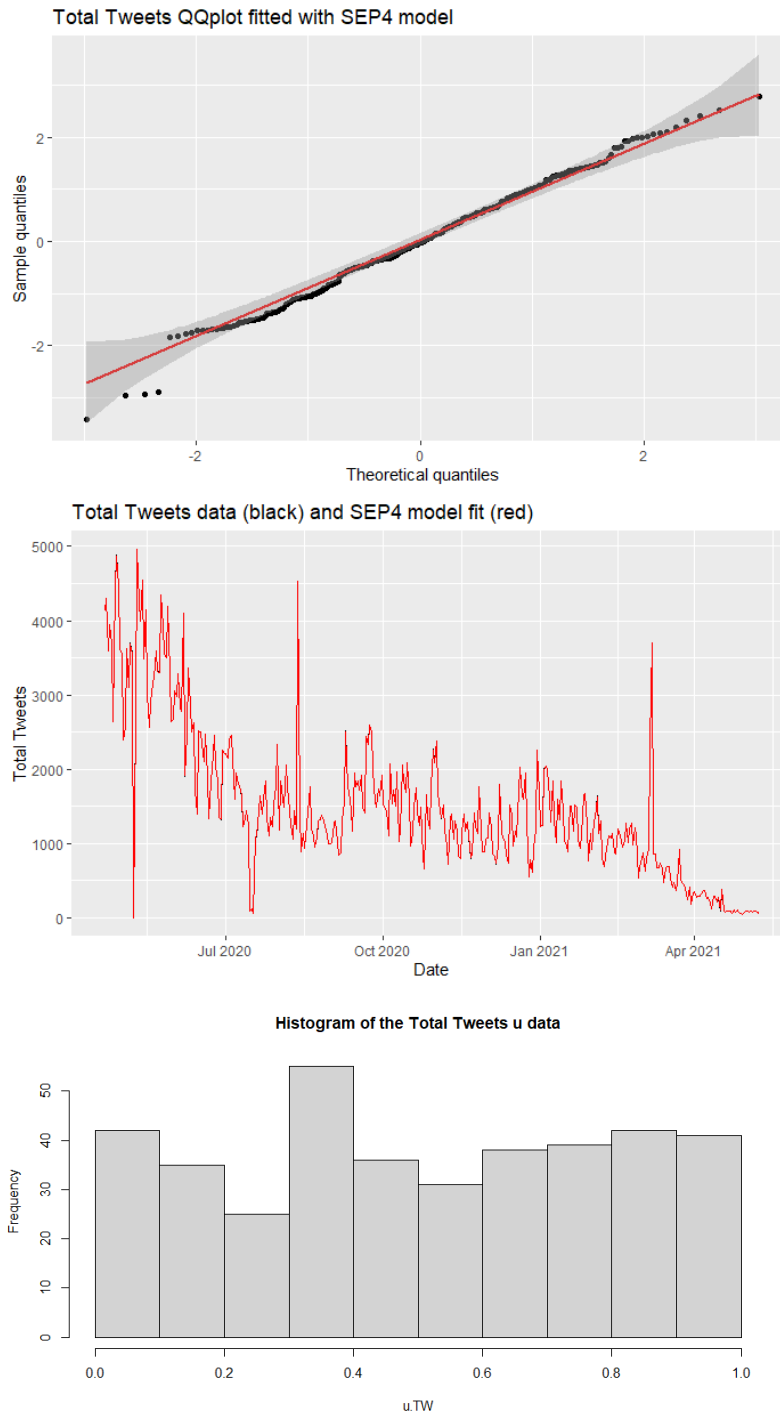 Total Tweets QQplot fitted with SEP4 model
2
0
-2
Sample quantiles
-2
0
2
Theoretical quantiles
Total Tweets data (black) and SEP4 model fit (red)
5000
4000
3000
2000
1000
0
Total Tweets
Jul 2020
Oct 2020
Jan 2021
Apr 2021
Date
Histogram of the Total Tweets u data
50
40
30
20
10
0
Frequency
0.0
0.2
0.4
0.6
0.8
1.0
u.TW